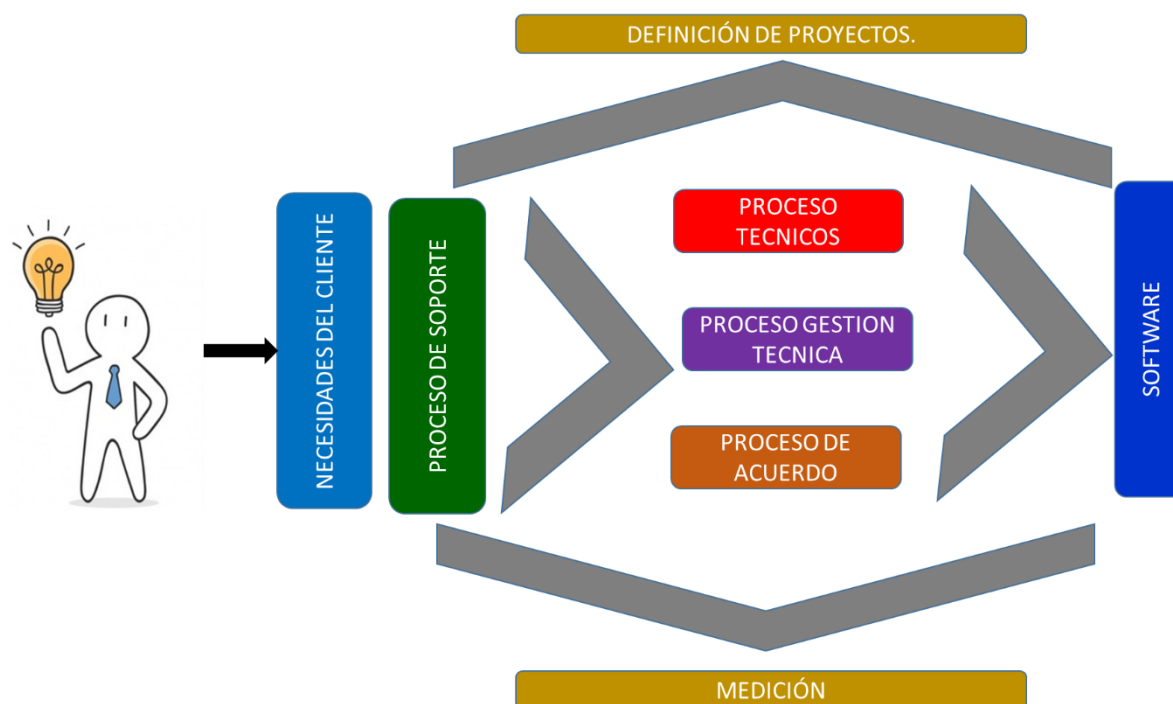 DEFINICIÓN DE PROYECTOS.
NECESIDADES DEL CLIENTE
PROCESO DE SOPORTE
PROCESO
TECNICOS
PROCESO GESTION
TECNICA
PROCESO DE
ACUERDO
SOFTWARE
MEDICIÓN